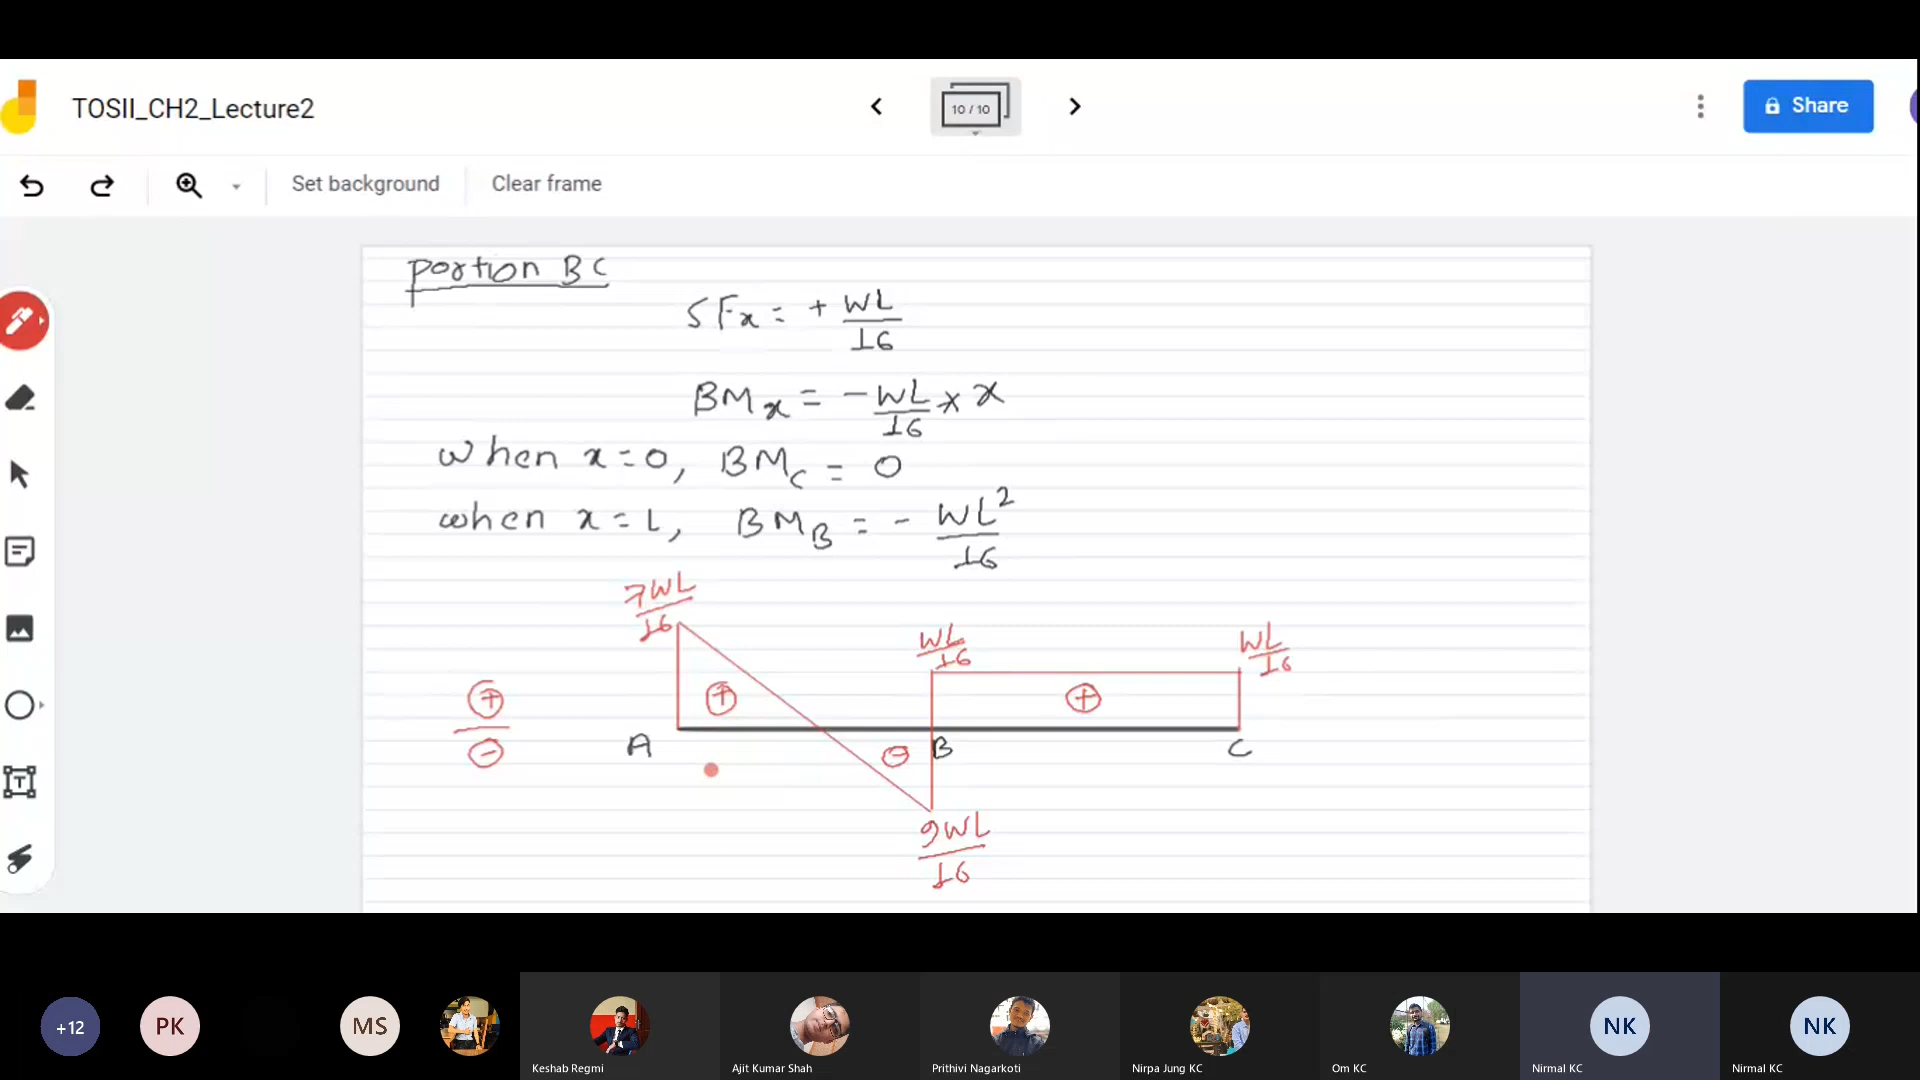 TOSII_CH2_Lecture2
10 / 10
Share
Set background
Clear frame
portion BC
SFx = + WL/16
BMx = - WL/16 × x
when x=0, BMC = 0
when x=L, BMB = - WL²/16
7WL/16
WL/16
WL/16
+
+
+
-
-
A
B
C
9WL/16
+12
PK
MS
NK
NK
Keshab Regmi
Ajit Kumar Shah
Prithivi Nagarkoti
Nirpa Jung KC
Om KC
Nirmal KC
Nirmal KC